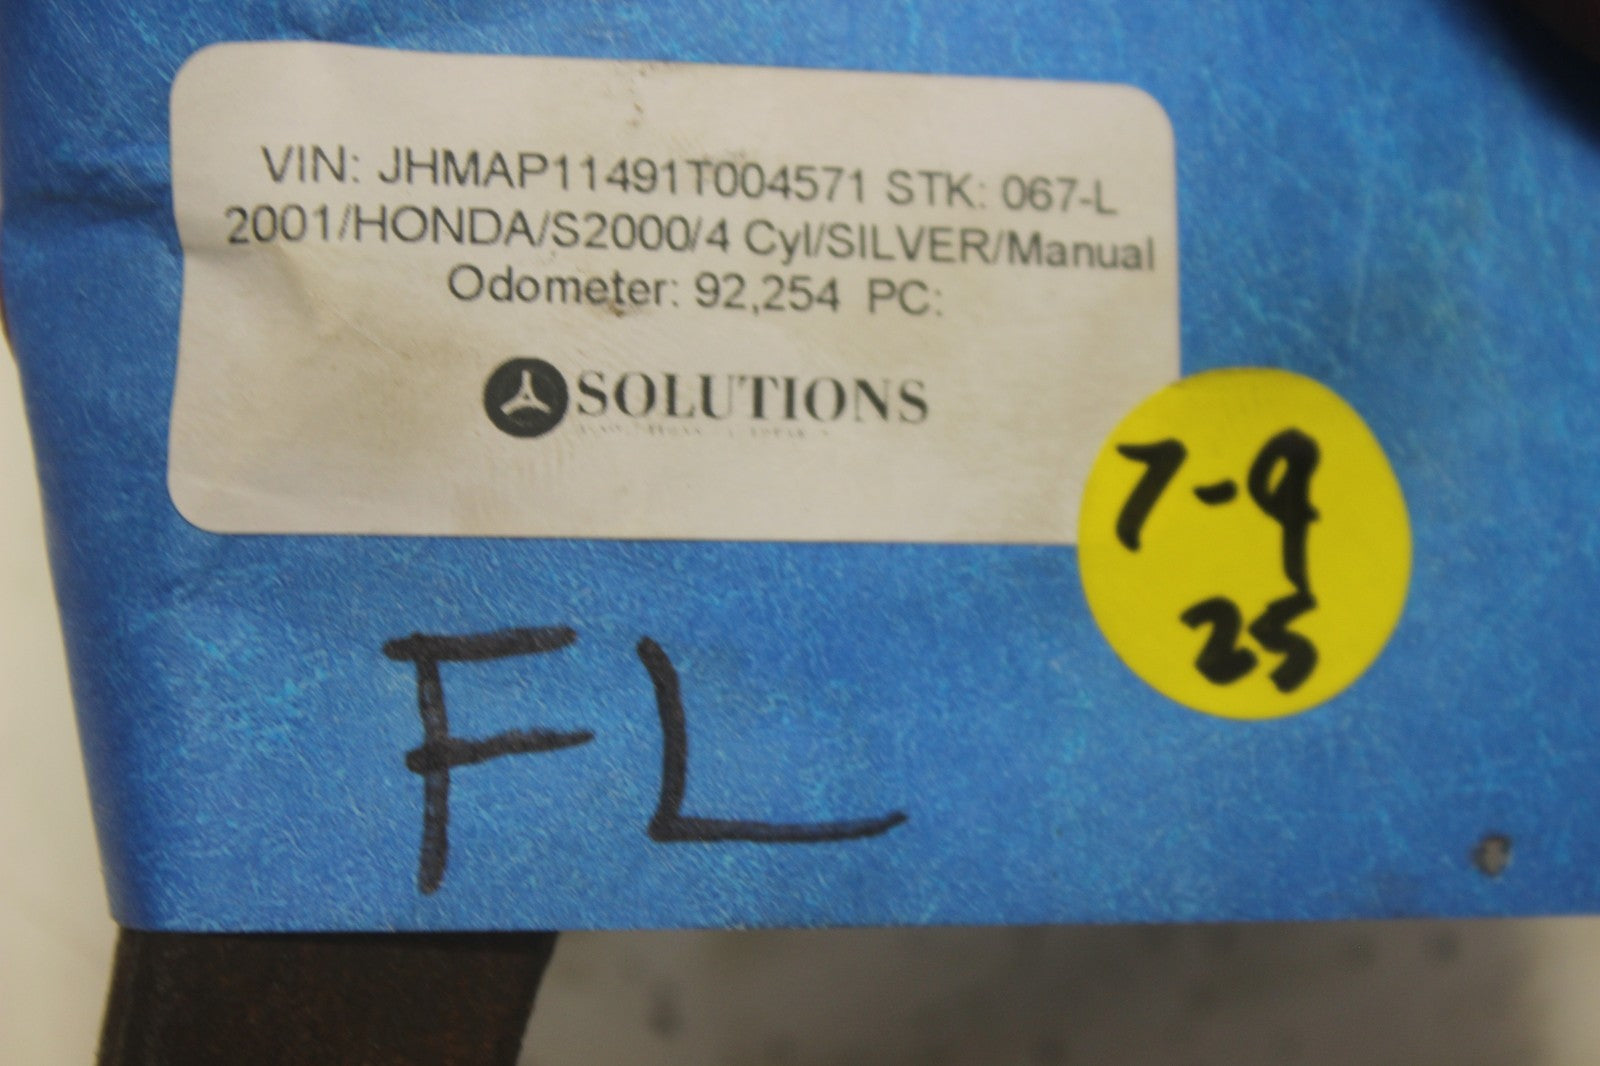 VIN: JHMAP11491T004571 STK: 067-L
2001/HONDA/S2000/4 Cyl/SILVER/Manual
Odometer: 92,254 PC:
SOLUTIONS
7-9
25
FL